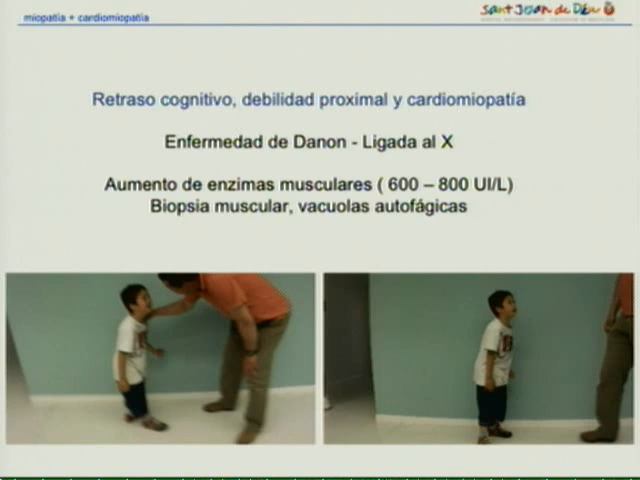 miopatía + cardiomiopatía
Sant Joan de Déu
Retraso cognitivo, debilidad proximal y cardiomiopatía
Enfermedad de Danon - Ligada al X
Aumento de enzimas musculares ( 600 – 800 UI/L)
Biopsia muscular, vacuolas autofágicas